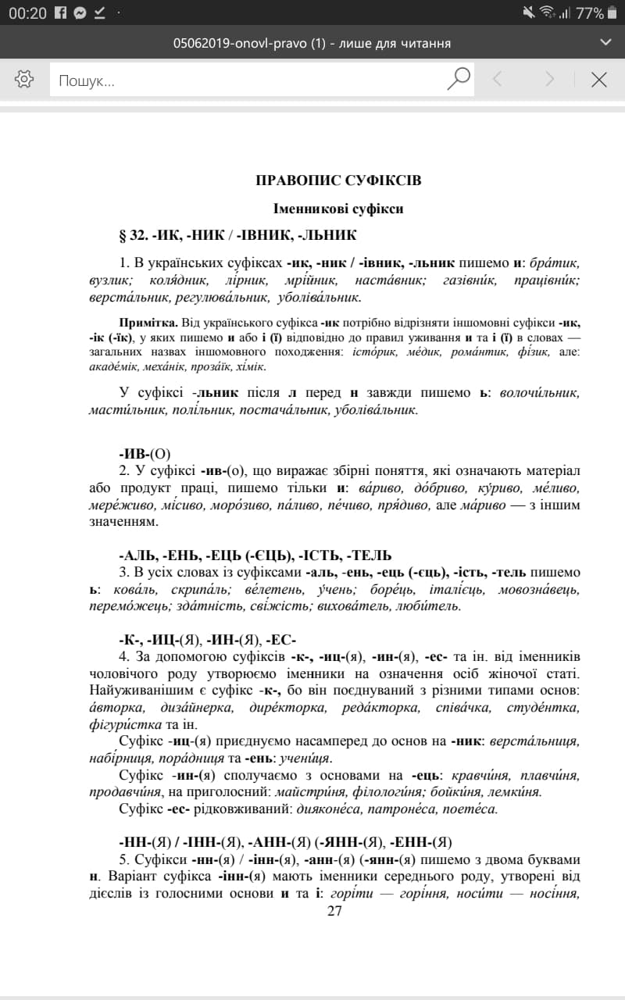 00:20
77%
05062019-onovl-pravo (1) - лише для читання
Пошук...
ПРАВОПИС СУФІКСІВ
Іменникові суфікси
§ 32. -ИК, -НИК / -ІВНИК, -ЛЬНИК
1. В українських суфіксах -ик, -ник / -івник, -льник пишемо и: бра́тик,
вузлик; коля́дник, лі́рник, мрі́йник, наста́вник; газівни́к, працівни́к;
верста́льник, регулюва́льник, уболіва́льник.
Примітка. Від українського суфікса -ик потрібно відрізняти іншомовні суфікси -ик,
-ік (-їк), у яких пишемо и або і (ї) відповідно до правил уживання и та і (ї) в словах —
загальних назвах іншомовного походження: істо́рик, ме́дик, рома́нтик, фі́зик, але:
акаде́мік, меха́нік, проза́їк, хі́мік.
У суфіксі -льник після л перед н завжди пишемо ь: волочи́льник,
масти́льник, полі́льник, постача́льник, уболіва́льник.
-ИВ-(О)
2. У суфіксі -ив-(о), що виражає збірні поняття, які означають матеріал
або продукт праці, пишемо тільки и: ва́риво, до́бриво, ку́риво, ме́ливо,
мере́живо, мі́сиво, моро́зиво, па́ливо, пе́чиво, пря́диво, але ма́риво — з іншим
значенням.
-АЛЬ, -ЕНЬ, -ЕЦЬ (-ЄЦЬ), -ІСТЬ, -ТЕЛЬ
3. В усіх словах із суфіксами -аль, -ень, -ець (-єць), -ість, -тель пишемо
ь: кова́ль, скрипа́ль; ве́летень, у́чень; боре́ць, італі́єць, мовозна́вець,
перемо́жець; зда́тність, сві́жість; вихова́тель, люби́тель.
-К-, -ИЦ-(Я), -ИН-(Я), -ЕС-
4. За допомогою суфіксів -к-, -иц-(я), -ин-(я), -ес- та ін. від іменників
чоловічого роду утворюємо іменники на означення осіб жіночої статі.
Найуживанішим є суфікс -к-, бо він поєднуваний з різними типами основ:
а́вторка, диза́йнерка, дире́кторка, реда́кторка, співа́чка, студе́нтка,
фігури́стка та ін.
Суфікс -иц-(я) приєднуємо насамперед до основ на -ник: верста́льниця,
набі́рниця, пора́дниця та -ень: учени́ця.
Суфікс -ин-(я) сполучаємо з основами на -ець: кравчи́ня, плавчи́ня,
продавчи́ня, на приголосний: майстри́ня, філологи́ня; бойки́ня, лемки́ня.
Суфікс -ес- рідковживаний: дияконе́са, патроне́са, поете́са.
-НН-(Я) / -ІНН-(Я), -АНН-(Я) (-ЯНН-(Я), -ЕНН-(Я)
5. Суфікси -нн-(я) / -інн-(я), -анн-(я) (-янн-(я) пишемо з двома буквами
н. Варіант суфікса -інн-(я) мають іменники середнього роду, утворені від
дієслів із голосними основи и та і: горі́ти — горі́ння, носи́ти — носі́ння,
27